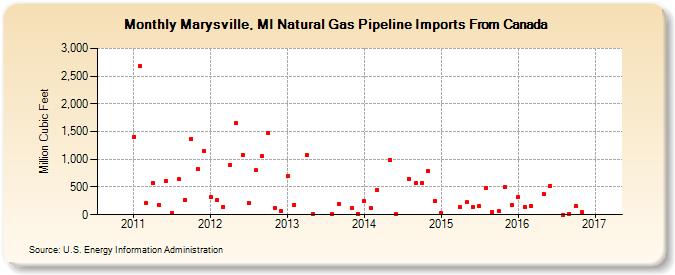 Monthly Marysville, MI Natural Gas Pipeline Imports From Canada
Million Cubic Feet
3,000
2,500
2,000
1,500
1,000
500
0
2011 2012 2013 2014 2015 2016 2017
Source: U.S. Energy Information Administration